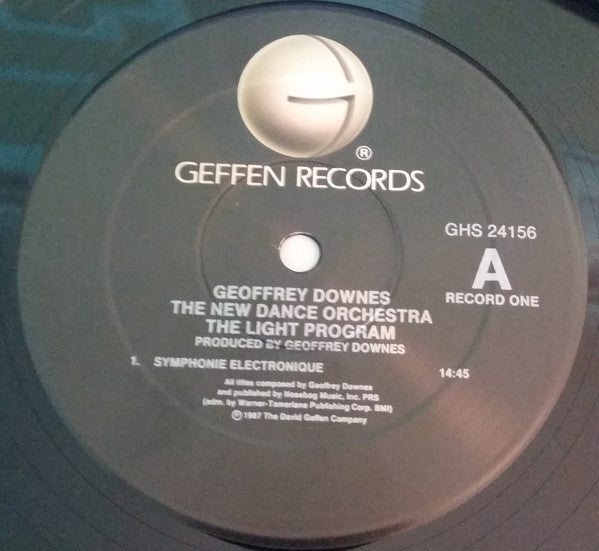 ®
GEFFEN RECORDS
GHS 24156
A
RECORD ONE
GEOFFREY DOWNES
THE NEW DANCE ORCHESTRA
THE LIGHT PROGRAM
PRODUCED BY GEOFFREY DOWNES
1. SYMPHONIE ELECTRONIQUE 14:45
All titles composed by Geoffrey Downes
and published by Nosebag Music, Inc. PRS
(adm. by Warner-Tamerlane Publishing Corp. BMI)
℗ 1987 The David Geffen Company